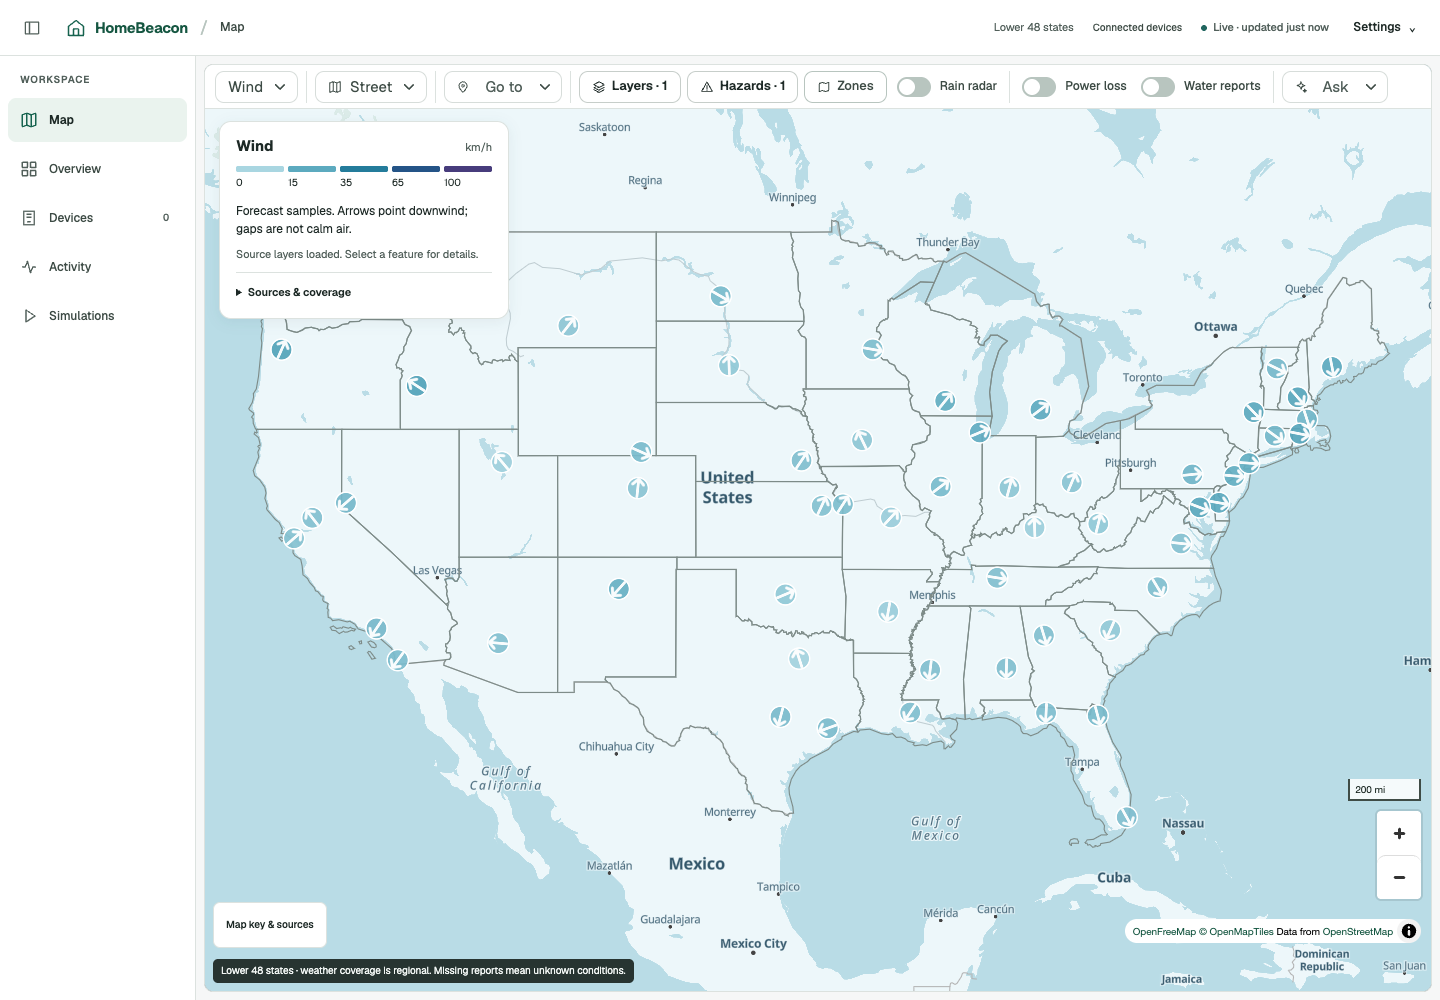 HomeBeacon / Map
Lower 48 states
Connected devices
Live · updated just now
Settings
WORKSPACE
Map
Overview
Devices 0
Activity
Simulations
Wind
Street
Go to
Layers · 1
Hazards · 1
Zones
Rain radar
Power loss
Water reports
Ask
Wind km/h
0 15 35 65 100
Forecast samples. Arrows point downwind;
gaps are not calm air.
Source layers loaded. Select a feature for details.
Sources & coverage
Saskatoon
Regina
Winnipeg
Thunder Bay
Quebec
Ottawa
Toronto
Cleveland
Pittsburgh
United
States
Las Vegas
Memphis
Ham
Chihuahua City
Gulf of
California
Tampa
200 mi
Monterrey
Gulf of
Mexico
Nassau
Mazatlán
Mexico
Cuba
Tampico
Mérida
Cancún
Guadalajara
Mexico City
Dominican
Republic
San Juan
Jamaica
+
−
Map key & sources
OpenFreeMap © OpenMapTiles Data from OpenStreetMap
Lower 48 states · weather coverage is regional. Missing reports mean unknown conditions.